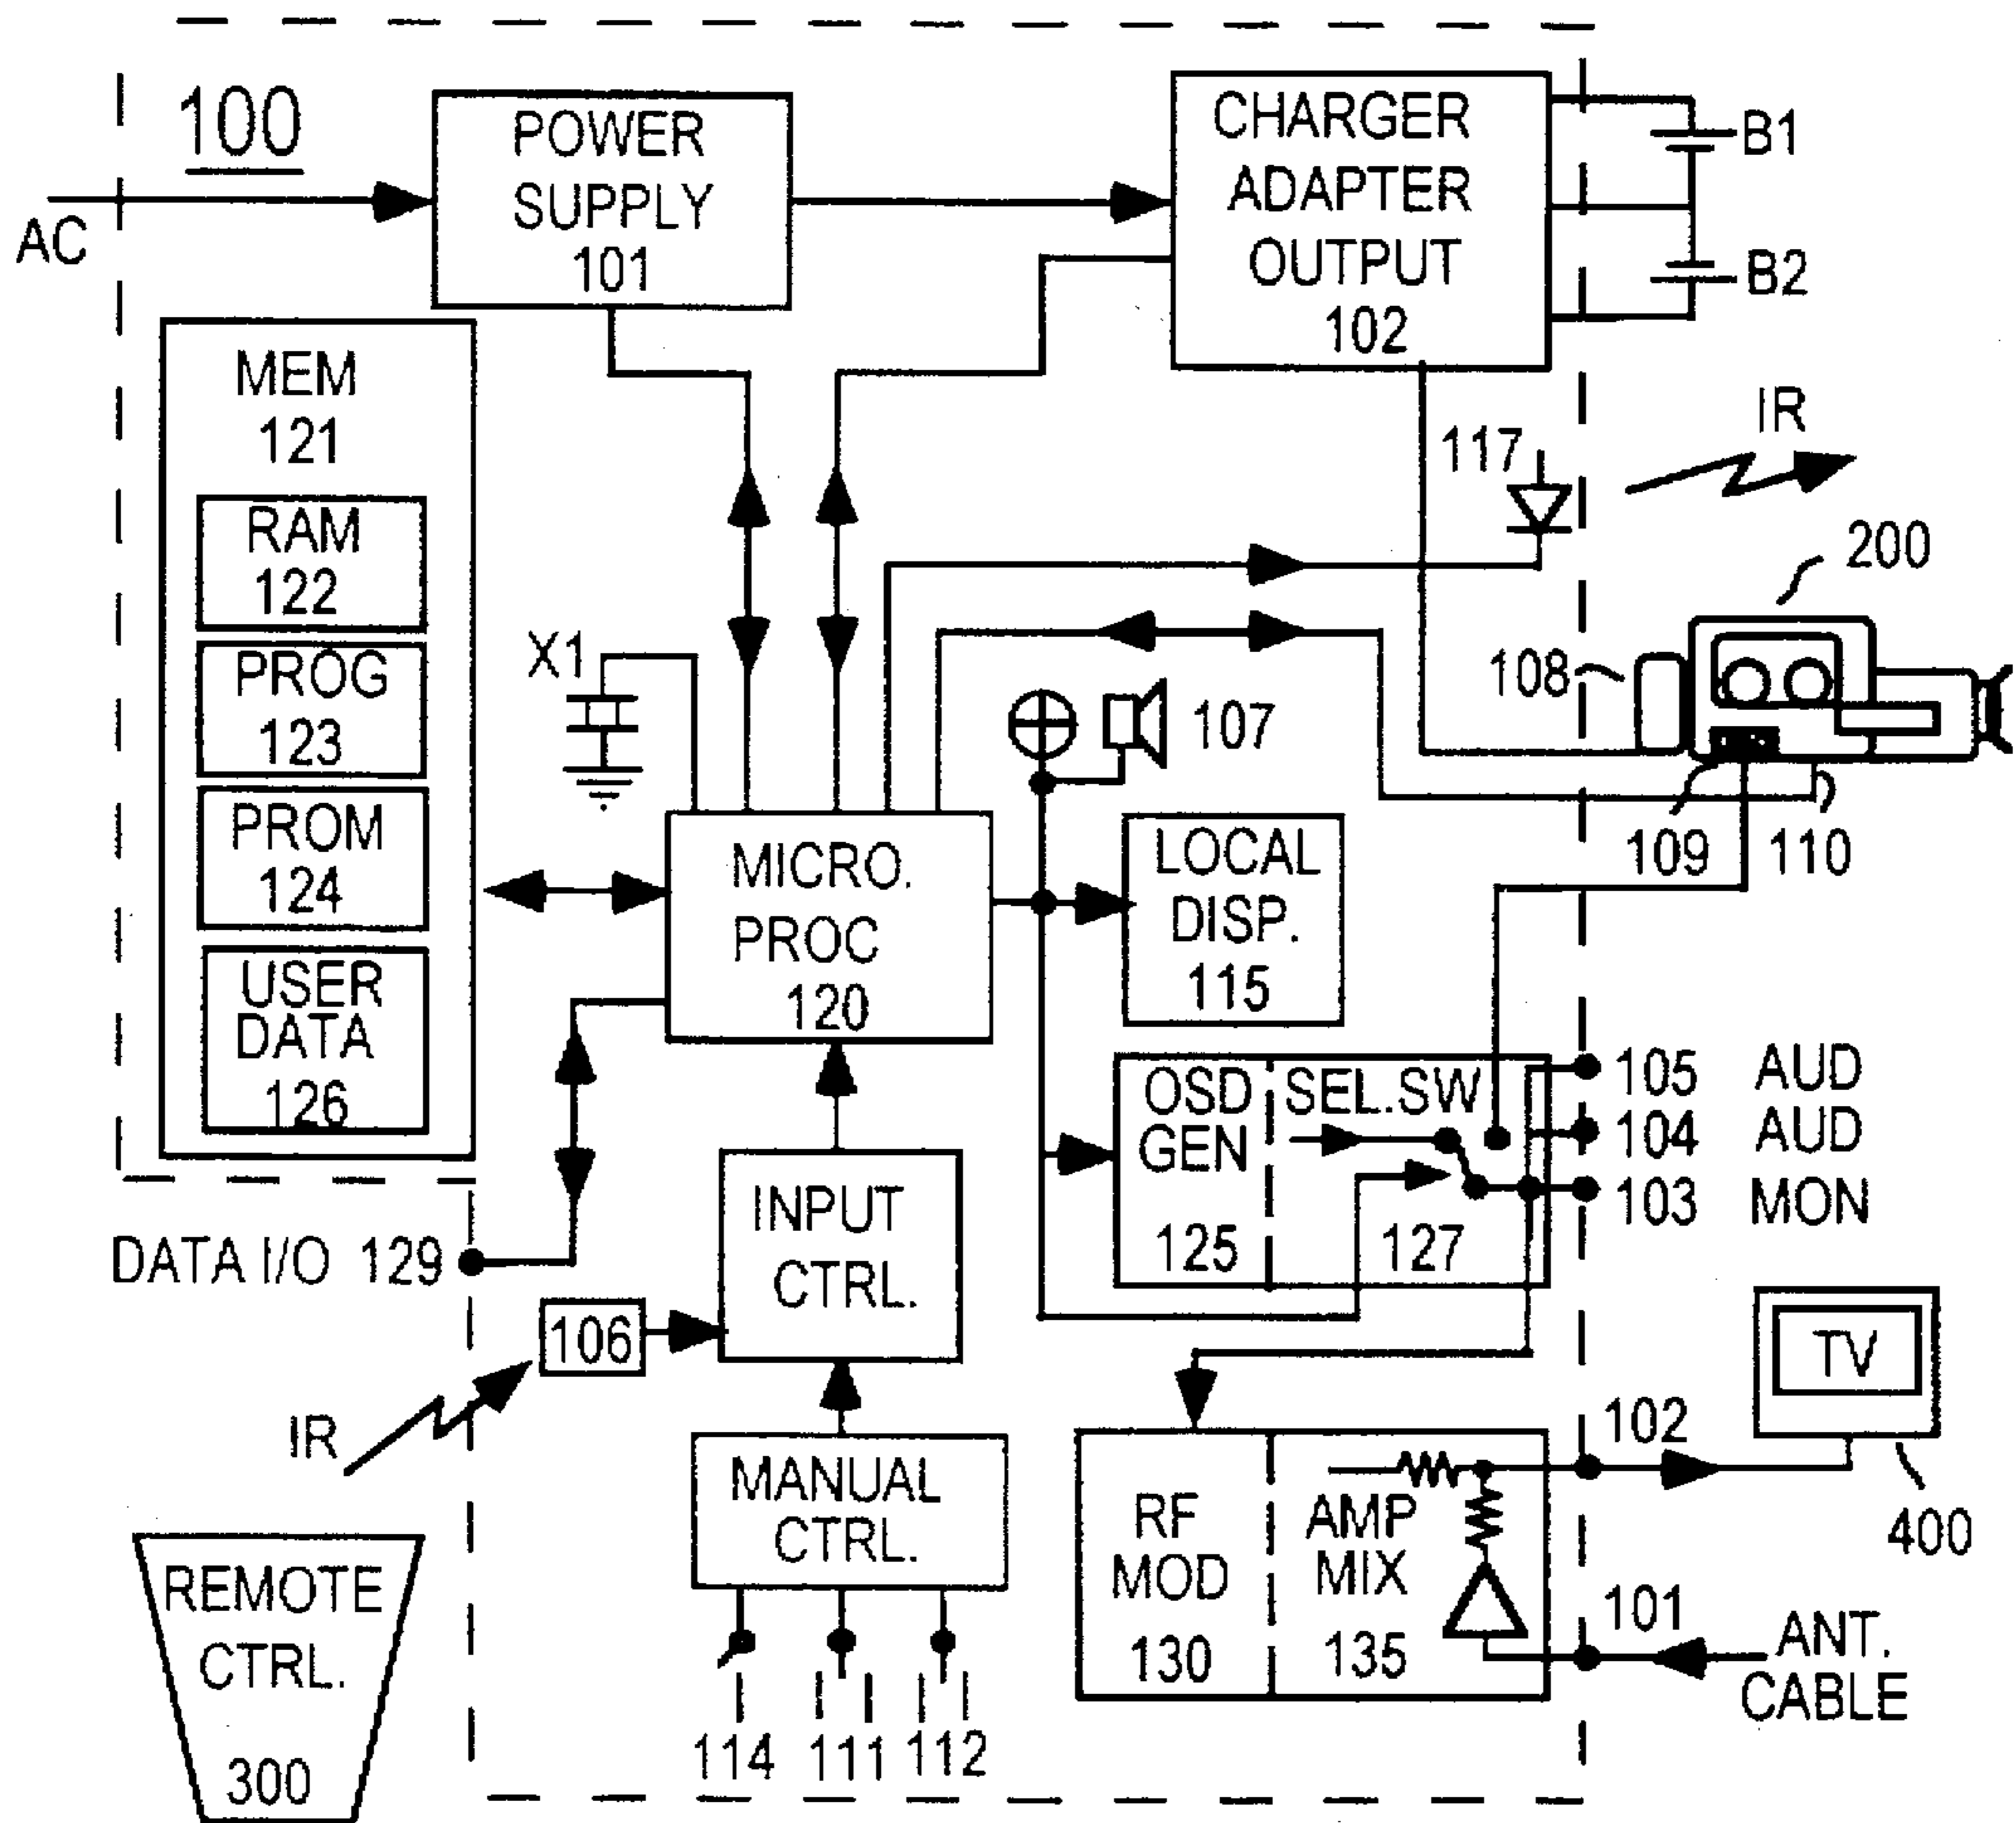 100
AC
POWER
SUPPLY
101
CHARGER
ADAPTER
OUTPUT
102
B1
B2
MEM
121
RAM
122
PROG
123
PROM
124
USER
DATA
126
117
IR
200
X1
107
108
109
110
MICRO.
PROC
120
LOCAL
DISP.
115
OSD
GEN
125
SEL.SW
127
105 AUD
104 AUD
103 MON
DATA I/O 129
INPUT
CTRL.
106
IR
MANUAL
CTRL.
114
111
112
REMOTE
CTRL.
300
RF
MOD
130
AMP
MIX
135
102
TV
400
101
ANT.
CABLE